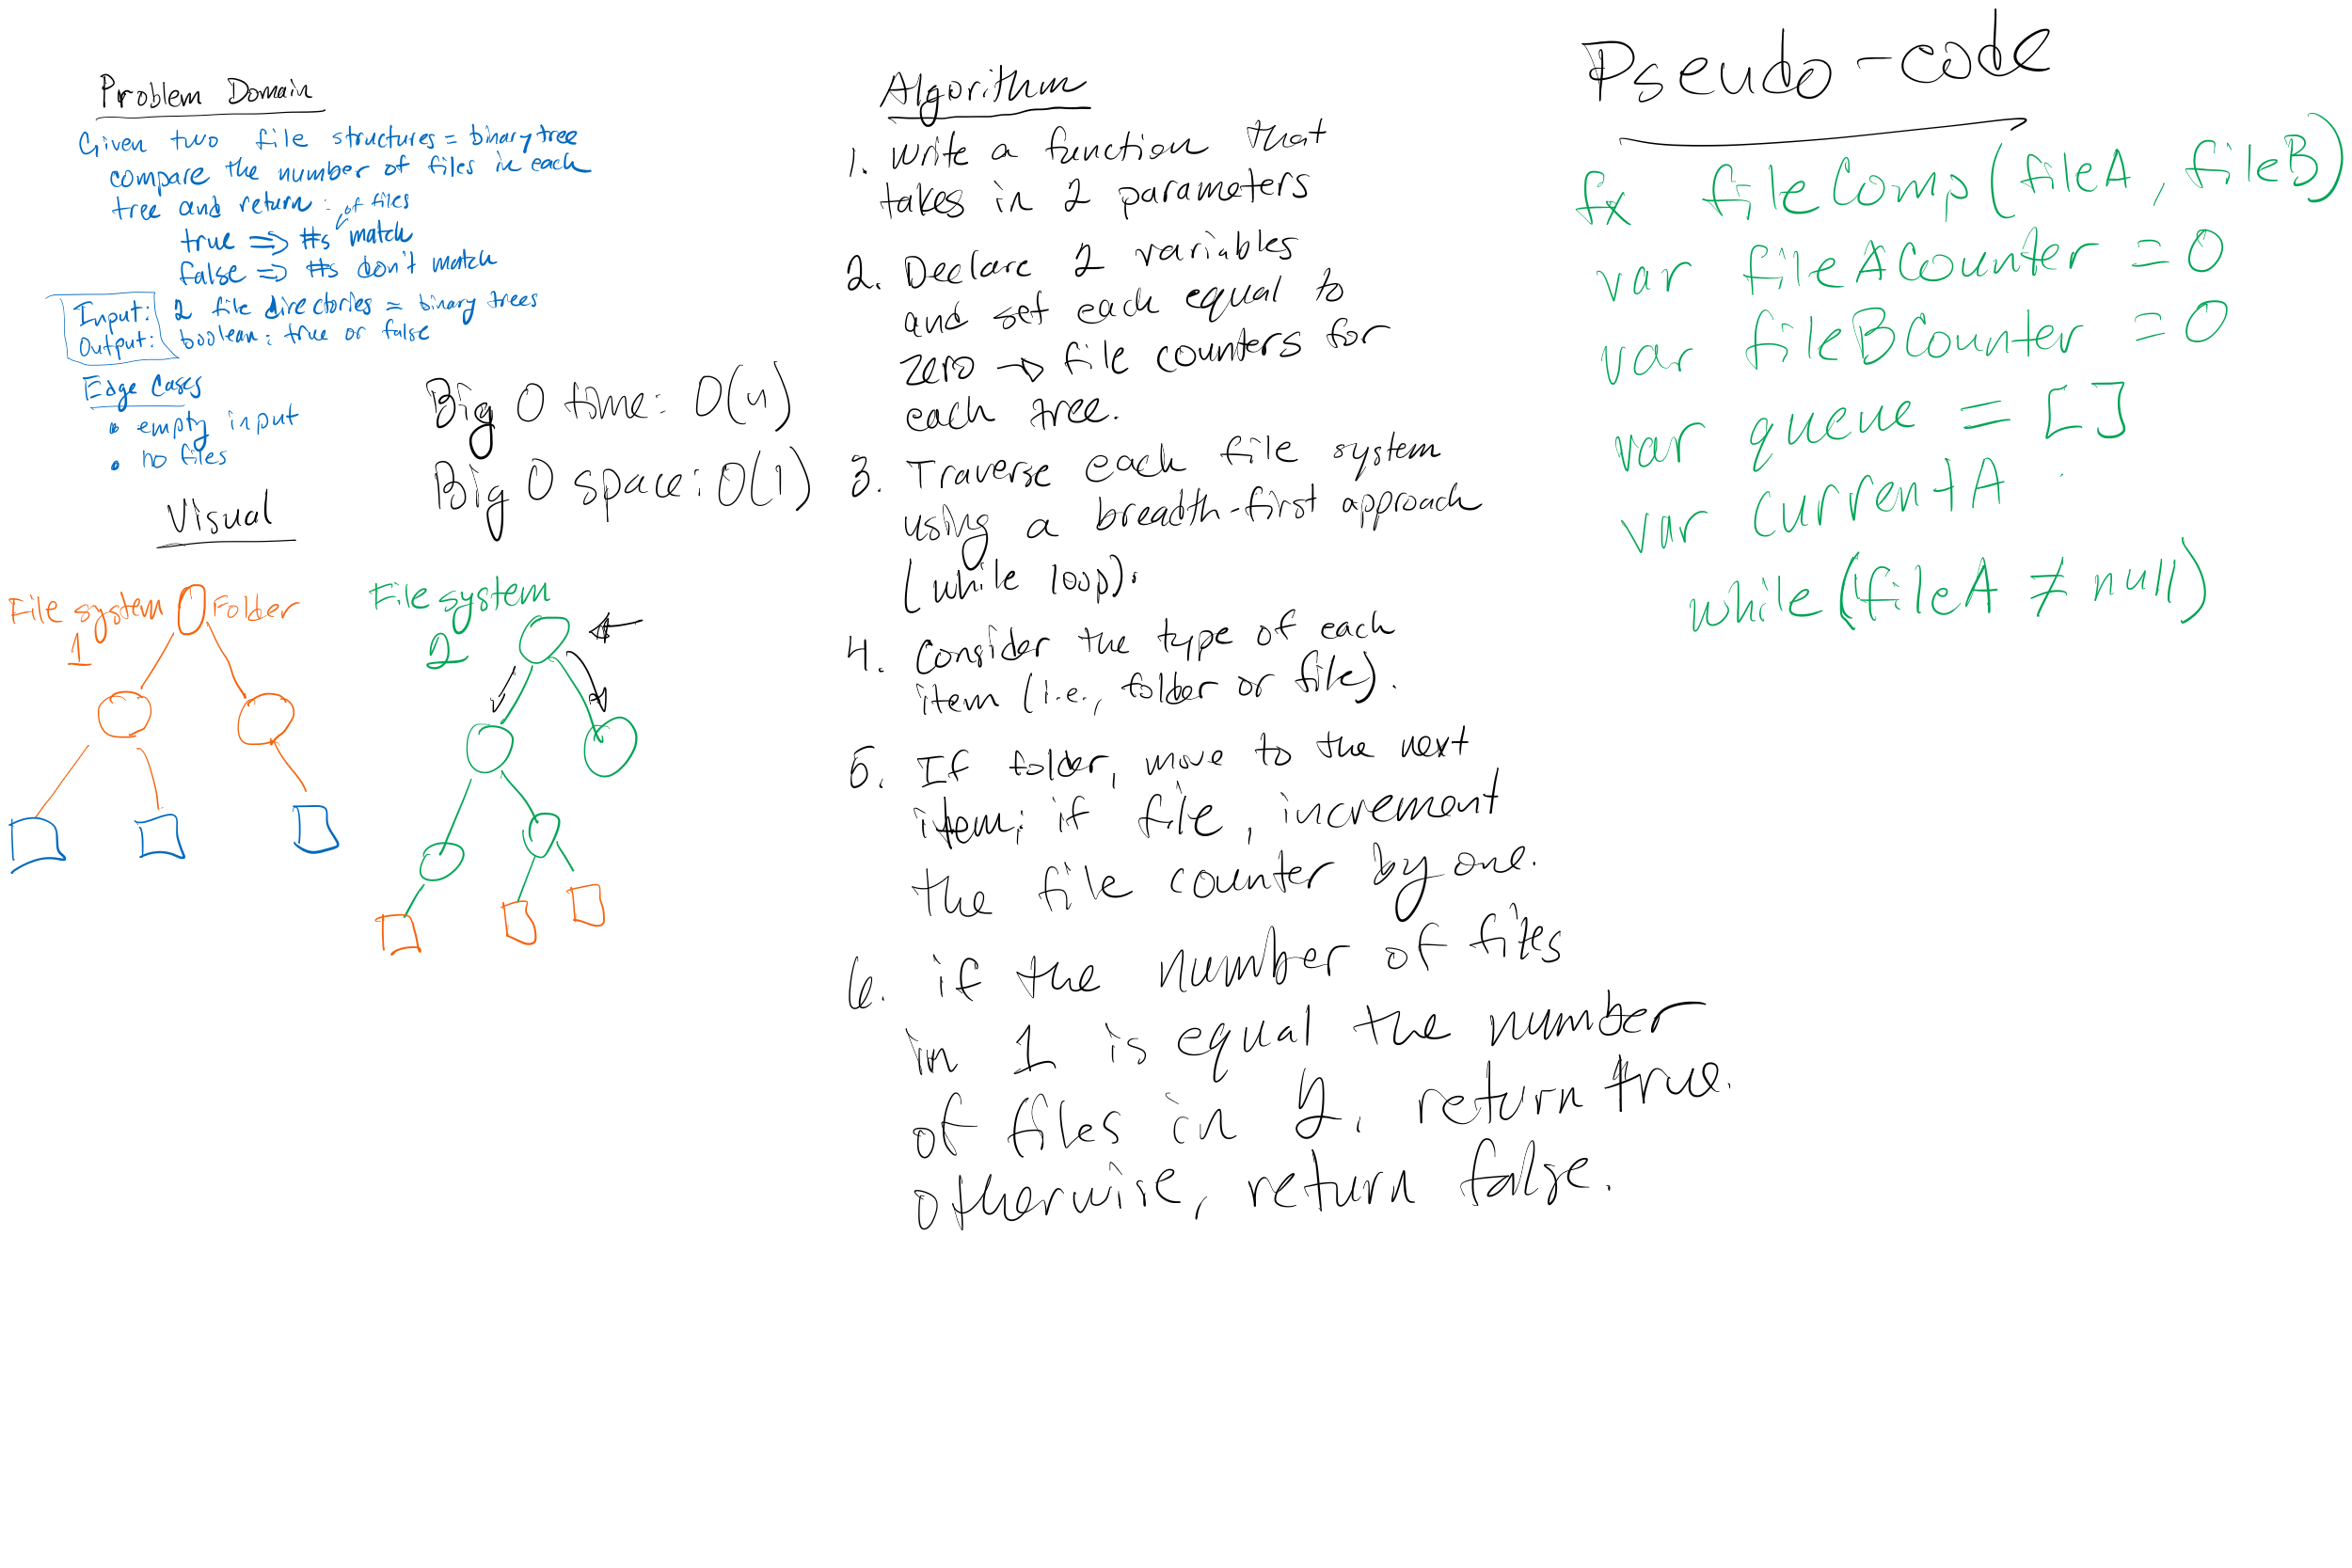 Problem Domain
Given two file structures = binary tree
compare the number of files in each
tree and return:
of files
true => #s match
false => #s don't match
Input: 2 file directories = binary trees
Output: boolean: true or false
Edge Cases
• empty input
• no files
Big O time: O(n)
Big O space: O(1)
Visual
File system
1
Folder
File system
2
Algorithm
1. Write a function that
takes in 2 parameters
2. Declare 2 variables
and set each equal to
zero → file counters for
each tree.
3. Traverse each file system
using a breadth-first approach
(while loop).
4. Consider the type of each
item (i.e., folder or file).
5. If folder, move to the next
item; if file, increment
the file counter by one.
6. if the number of files
in 1 is equal the number
of files in 2, return true.
otherwise, return false.
Pseudo-code
fx fileComp(fileA, fileB)
var fileACounter = 0
var fileBCounter = 0
var queue = []
var currentA
while(fileA ≠ null)